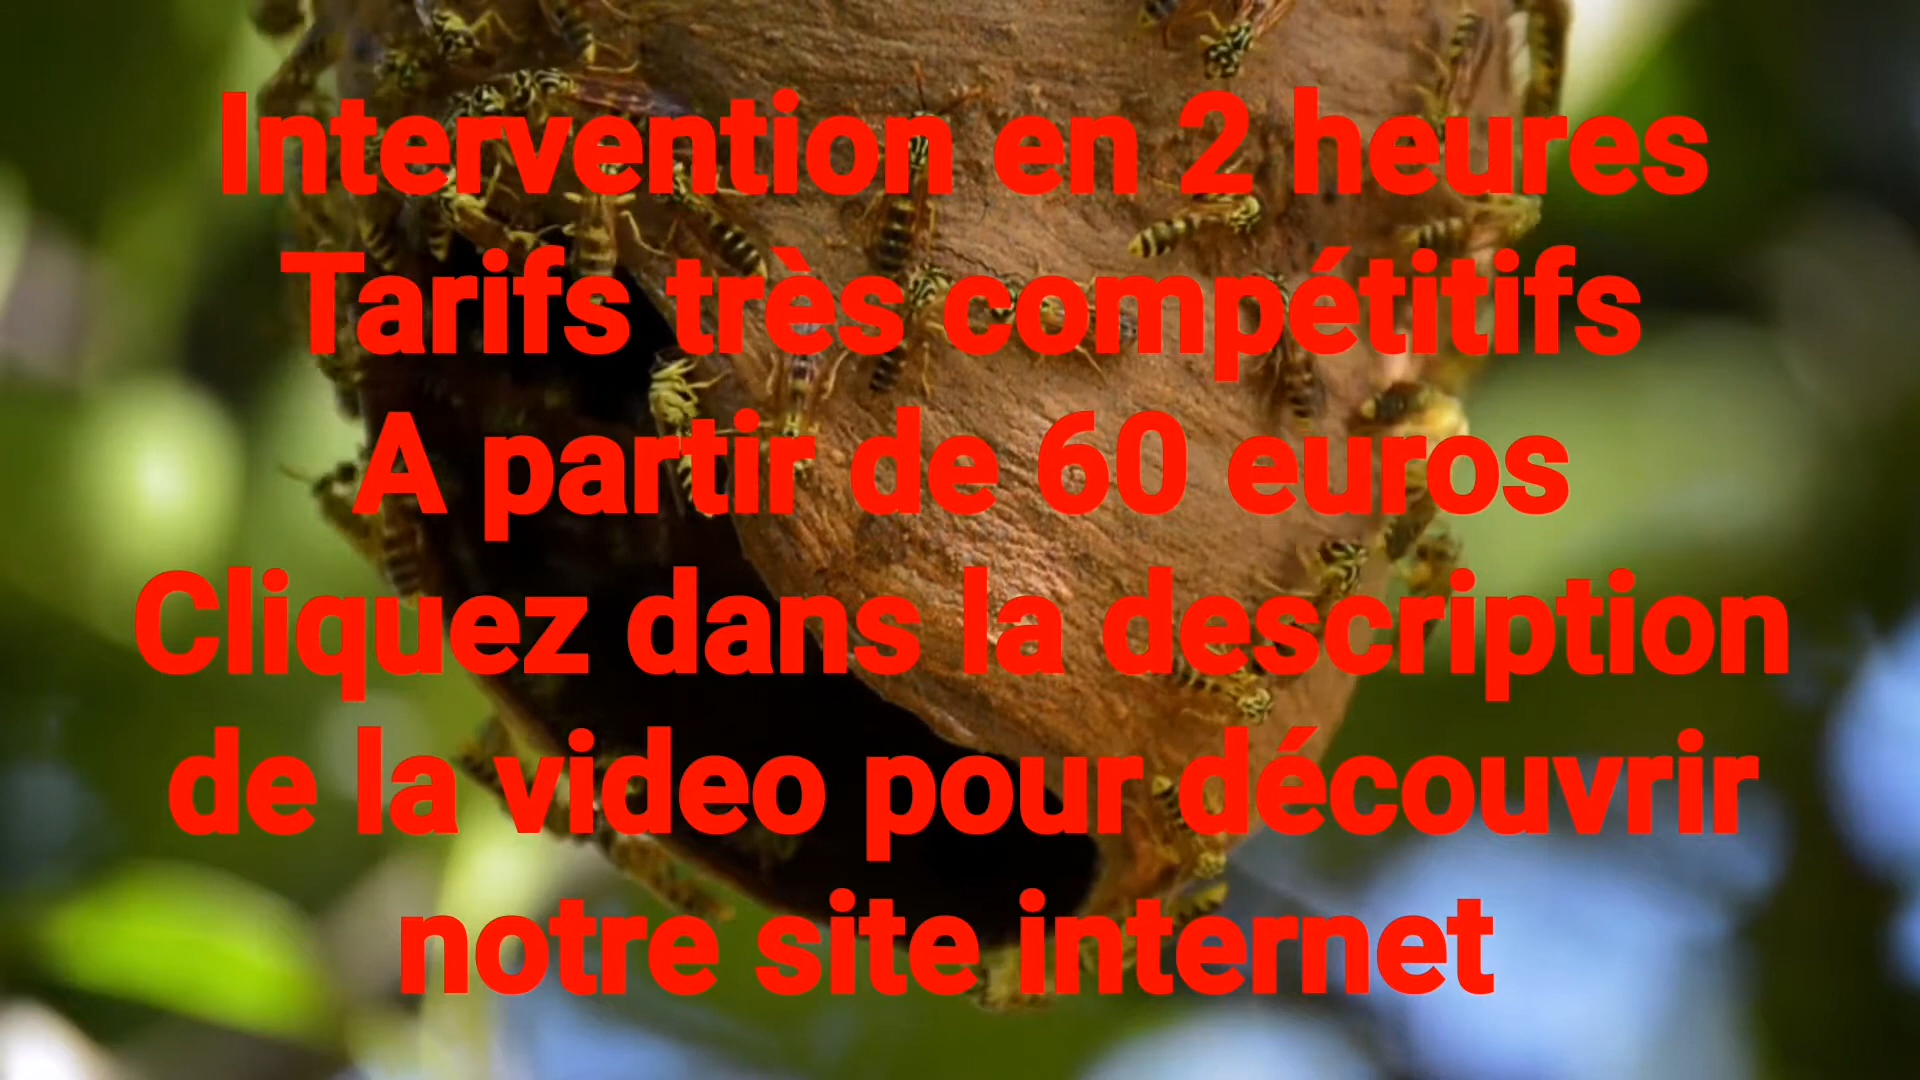 Intervention en 2 heures
Tarifs très compétitifs
A partir de 60 euros
Cliquez dans la description
de la video pour découvrir
notre site internet